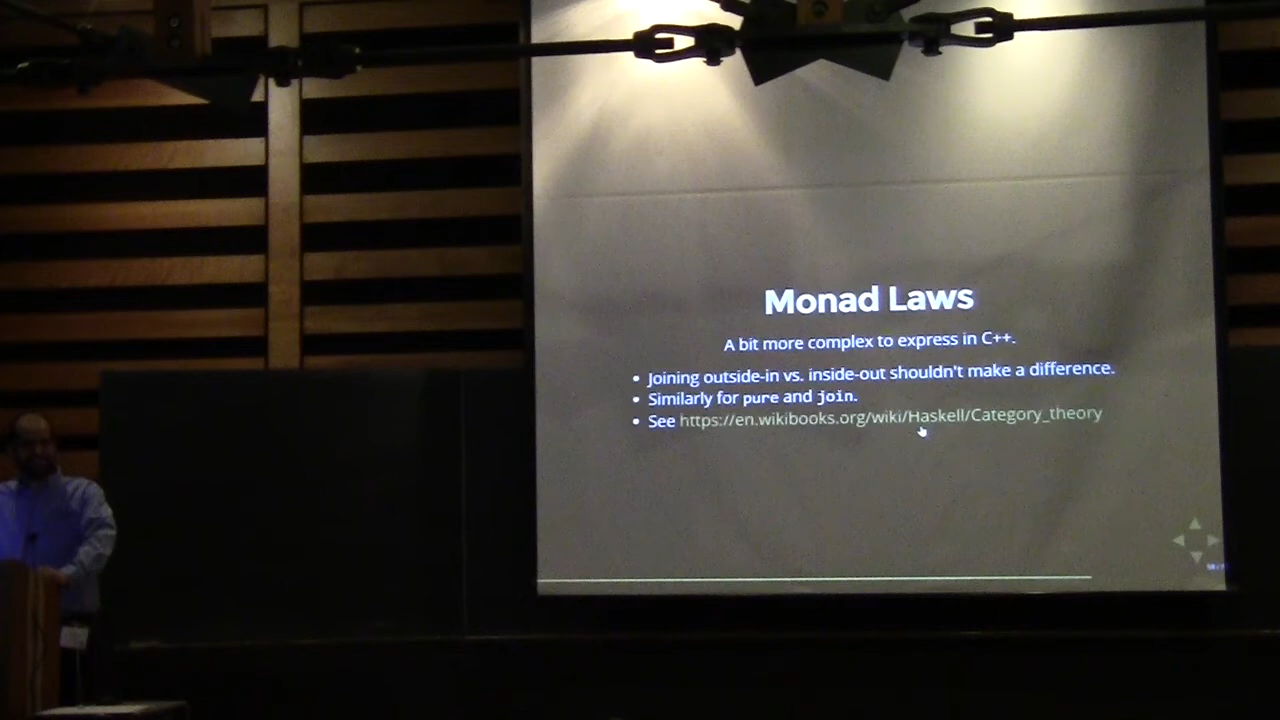 Monad Laws
A bit more complex to express in C++.
• Joining outside-in vs. inside-out shouldn't make a difference.
• Similarly for pure and join.
• See https://en.wikibooks.org/wiki/Haskell/Category_theory